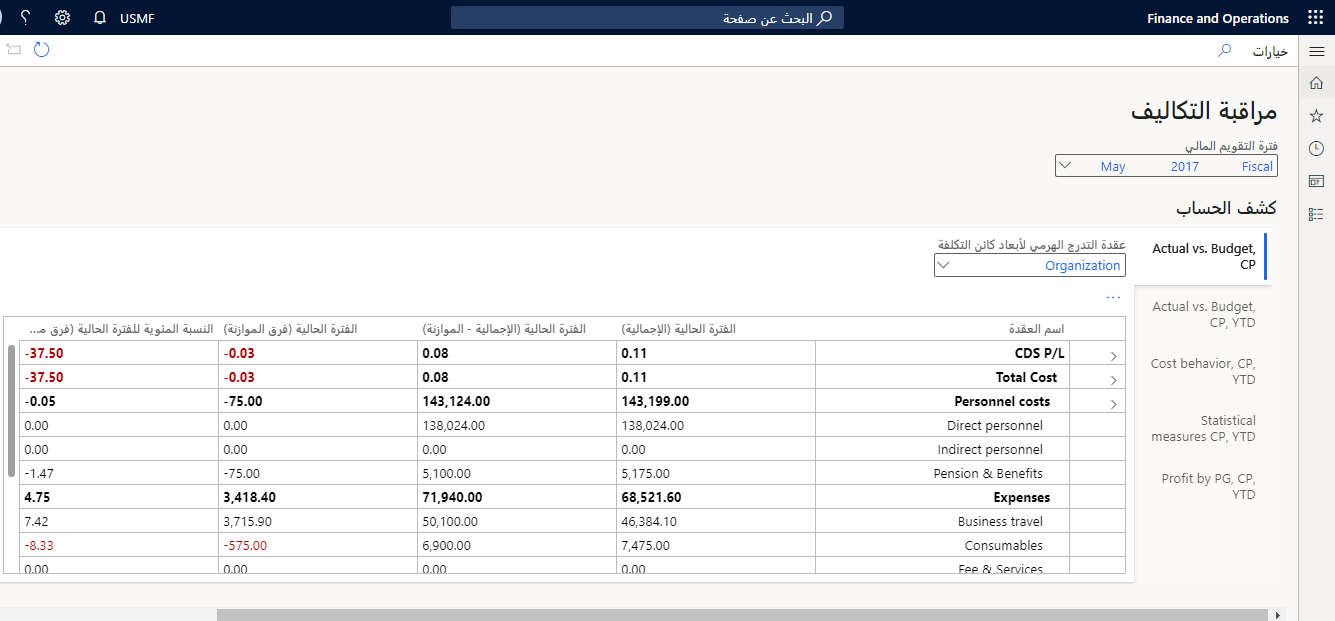 Finance and Operations
البحث عن صفحة
USMF
خيارات
مراقبة التكاليف
فترة التقويم المالي
Fiscal 2017 May
كشف الحساب
Actual vs. Budget,
CP
Actual vs. Budget,
CP, YTD
Cost behavior, CP,
YTD
Statistical
measures CP, YTD
Profit by PG, CP,
YTD
عقدة التدرج الهرمي لأبعاد كائن التكلفة
Organization
...
اسم العقدة الفترة الحالية (الإجمالية) الفترة الحالية (الإجمالية - الموازنة) الفترة الحالية (فرق الموازنة) النسبة المئوية للفترة الحالية (فرق مـ...
CDS P/L 0.11 0.08 -0.03 -37.50
Total Cost 0.11 0.08 -0.03 -37.50
Personnel costs 143,199.00 143,124.00 -75.00 -0.05
Direct personnel 138,024.00 138,024.00 0.00 0.00
Indirect personnel 0.00 0.00 0.00 0.00
Pension & Benefits 5,175.00 5,100.00 -75.00 -1.47
Expenses 68,521.60 71,940.00 3,418.40 4.75
Business travel 46,384.10 50,100.00 3,715.90 7.42
Consumables 7,475.00 6,900.00 -575.00 -8.33
Fee & Services 0.00 0.00 0.00 0.00